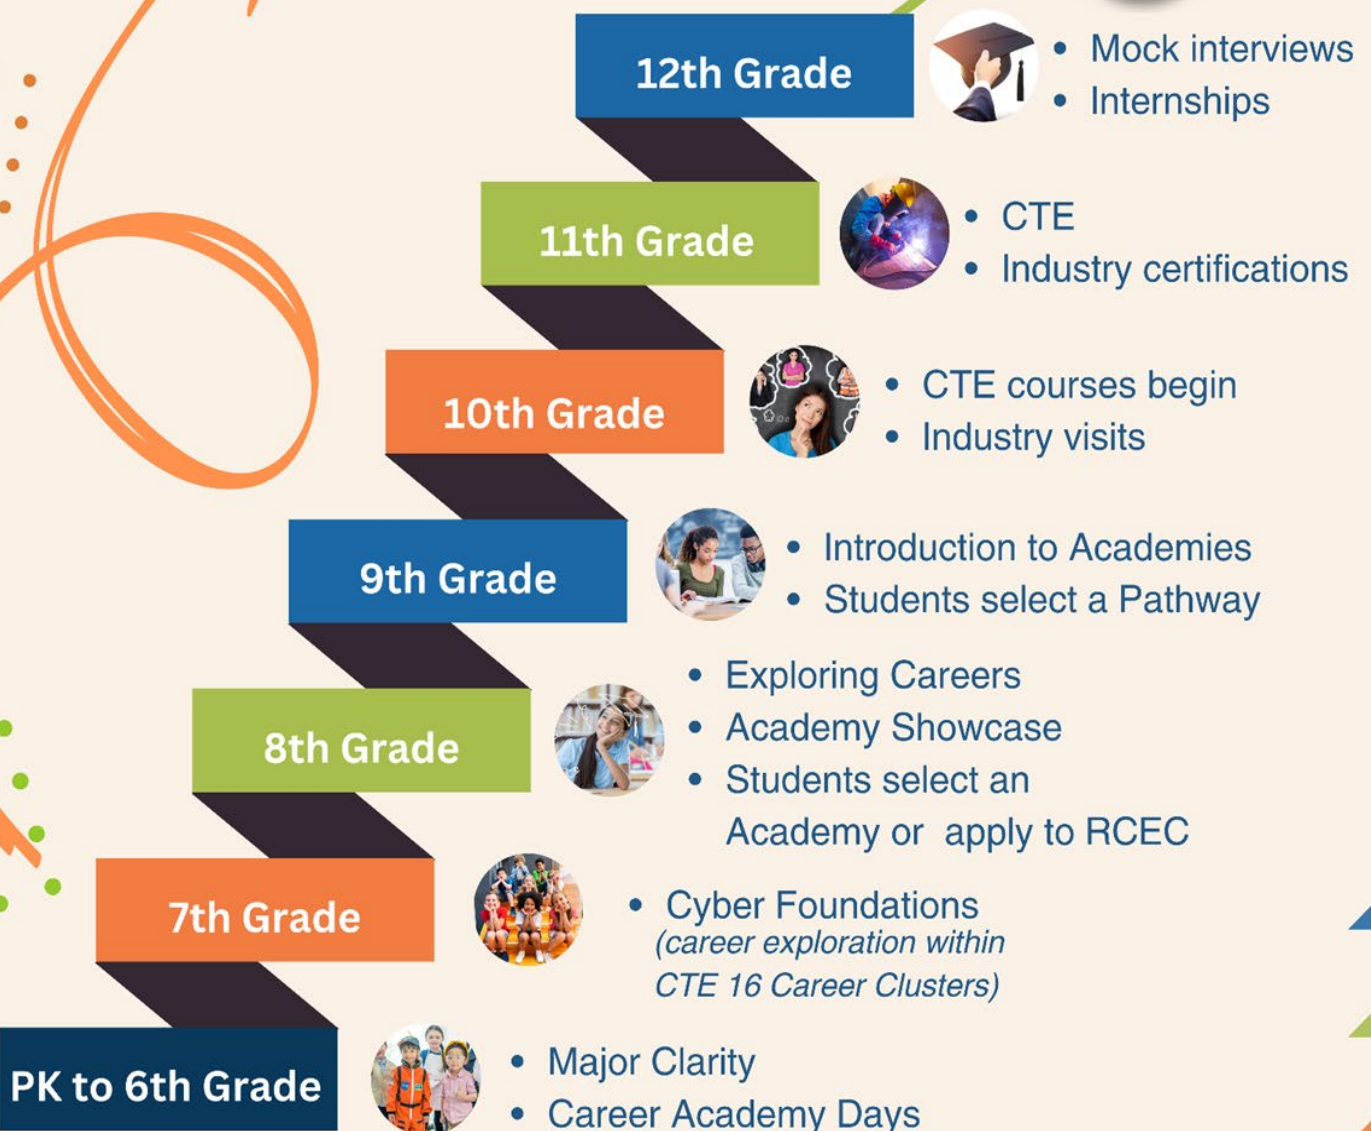 12th Grade
• Mock interviews
• Internships
11th Grade
• CTE
• Industry certifications
10th Grade
• CTE courses begin
• Industry visits
9th Grade
• Introduction to Academies
• Students select a Pathway
8th Grade
• Exploring Careers
• Academy Showcase
• Students select an
Academy or apply to RCEC
7th Grade
• Cyber Foundations
(career exploration within
CTE 16 Career Clusters)
PK to 6th Grade
• Major Clarity
• Career Academy Days